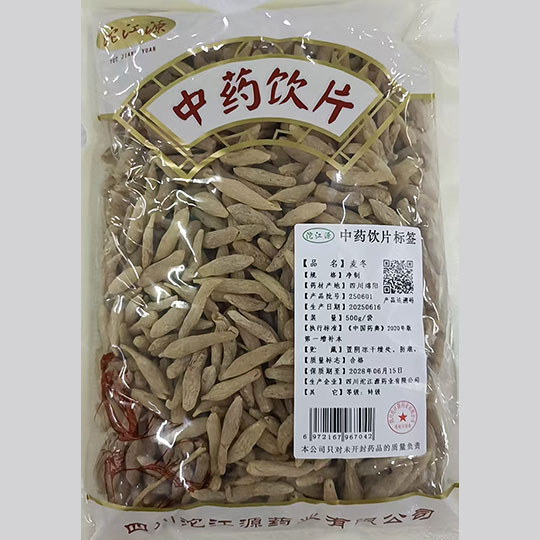 沱江源
TUO JIANG YUAN
中药饮片
沱江源 中药饮片标签
【品 名】麦冬
【规 格】净制
【药材产地】四川绵阳
【产品批号】250601
【生产日期】20250616
【装 量】500g/袋
【执行标准】《中国药典》2020年版
第一增补本
【贮 藏】置阴凉干燥处，防潮。
【质量标志】合格
【保质期至】2028年06月15日
【生产企业】四川沱江源药业有限公司
【其 它】等级：
产品追溯码
6 972167 967042
本公司只对未开封药品的质量负责
四川沱江源药业有限公司